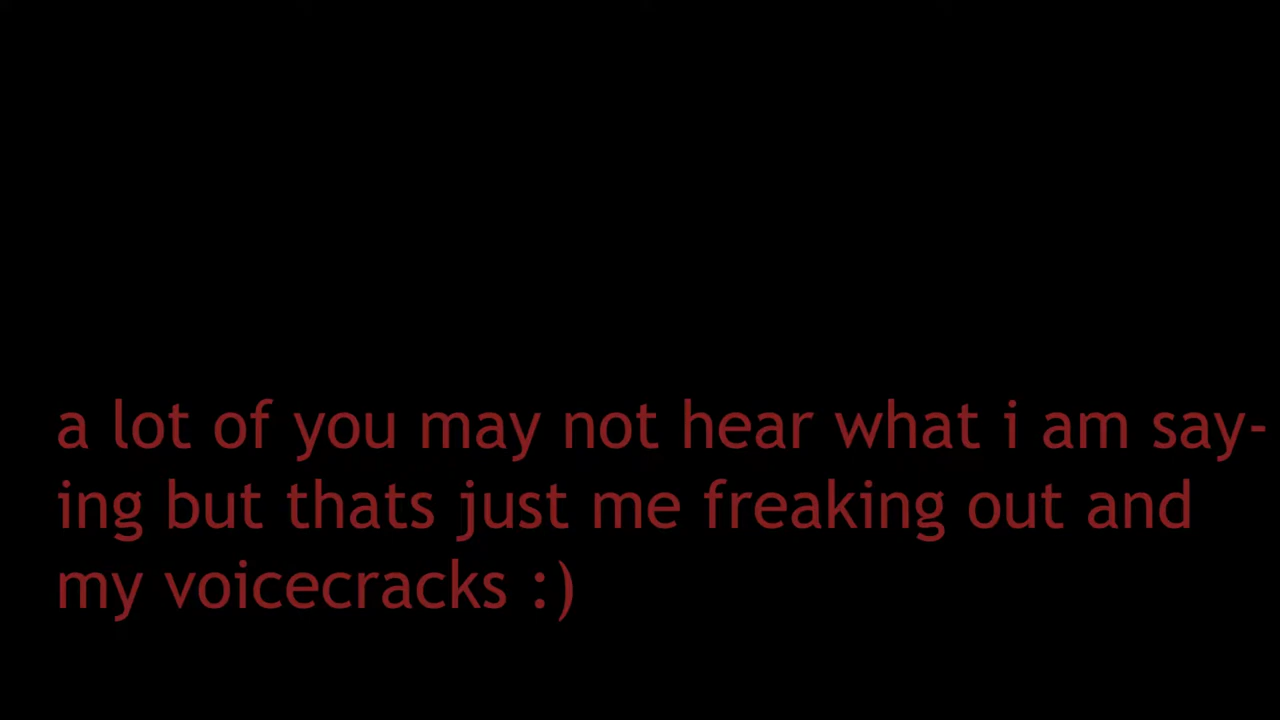 a lot of you may not hear what i am say-
ing but thats just me freaking out and
my voicecracks :)